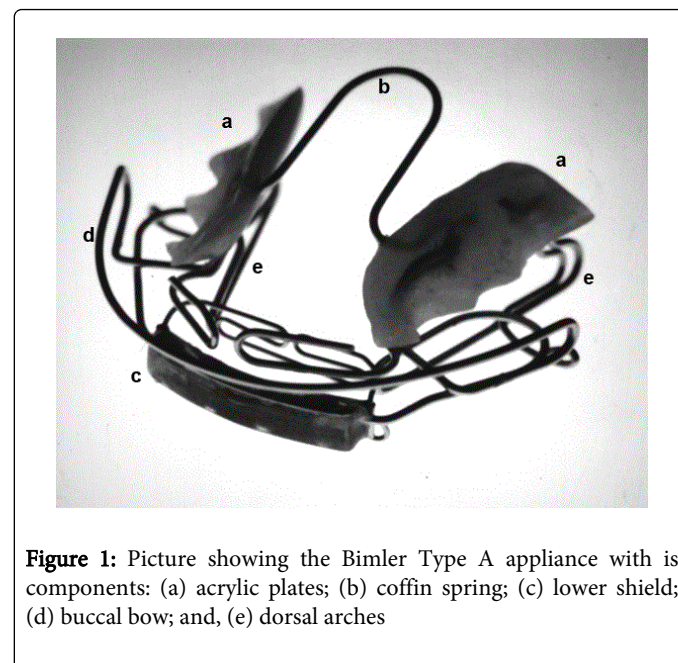 b
a
a
d
e
e
c
Figure 1: Picture showing the Bimler Type A appliance with is
components: (a) acrylic plates; (b) coffin spring; (c) lower shield;
(d) buccal bow; and, (e) dorsal arches